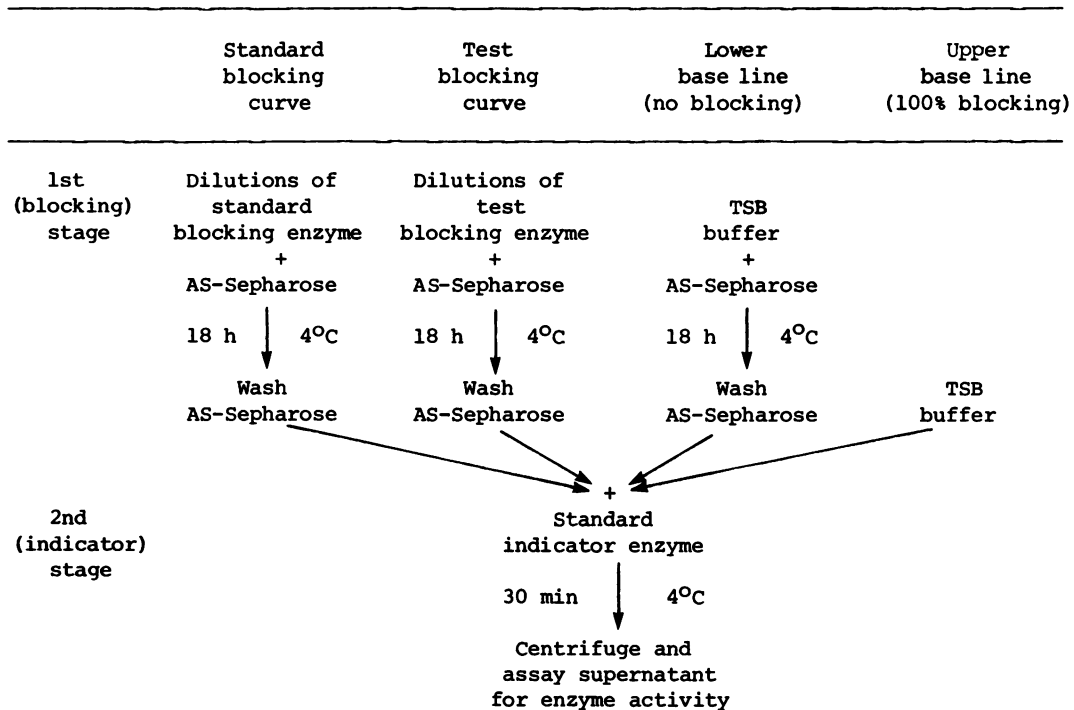 Standard blocking curve
Test blocking curve
Lower base line (no blocking)
Upper base line (100% blocking)
1st (blocking) stage
Dilutions of standard blocking enzyme + AS-Sepharose
Dilutions of test blocking enzyme + AS-Sepharose
TSB buffer + AS-Sepharose
18 h 4°C
18 h 4°C
18 h 4°C
Wash AS-Sepharose
Wash AS-Sepharose
Wash AS-Sepharose
TSB buffer
+
2nd (indicator) stage
Standard indicator enzyme
30 min 4°C
Centrifuge and assay supernatant for enzyme activity